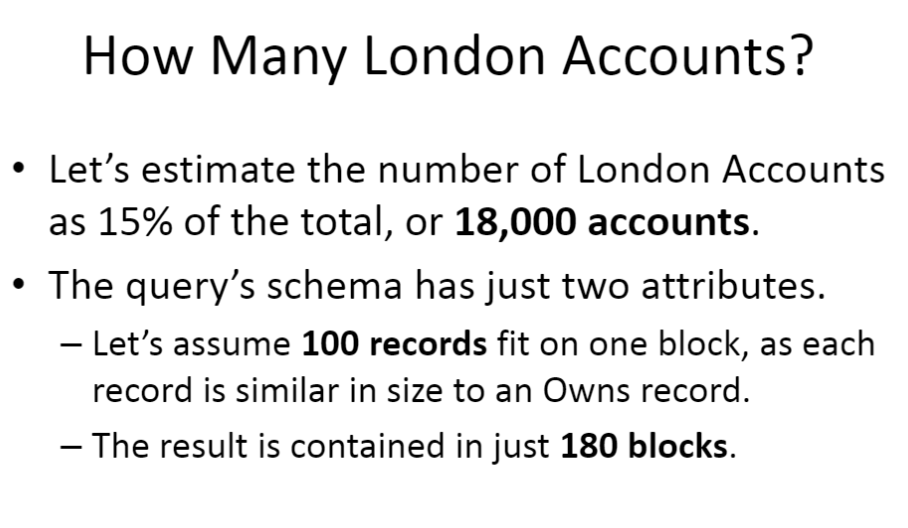 How Many London Accounts?
• Let’s estimate the number of London Accounts
as 15% of the total, or 18,000 accounts.
• The query’s schema has just two attributes.
– Let’s assume 100 records fit on one block, as each
record is similar in size to an Owns record.
– The result is contained in just 180 blocks.